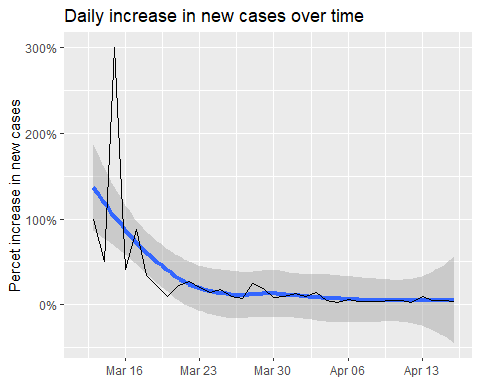 Daily increase in new cases over time
Percet increase in new cases
300%
200%
100%
0%
Mar 16
Mar 23
Mar 30
Apr 06
Apr 13